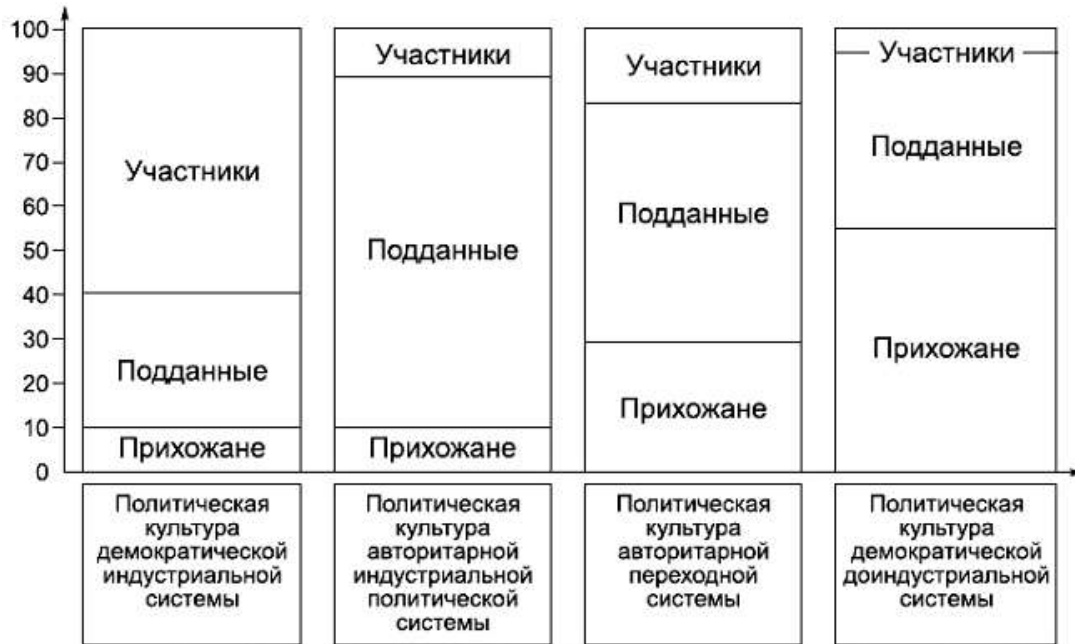 100
90
80
70
60
50
40
30
20
10
0
Участники
Подданные
Прихожане
Участники
Подданные
Прихожане
Участники
Подданные
Прихожане
Участники
Подданные
Прихожане
Политическая
культура
демократической
индустриальной
системы
Политическая
культура
авторитарной
индустриальной
политической
системы
Политическая
культура
авторитарной
переходной
системы
Политическая
культура
демократической
доиндустриальной
системы